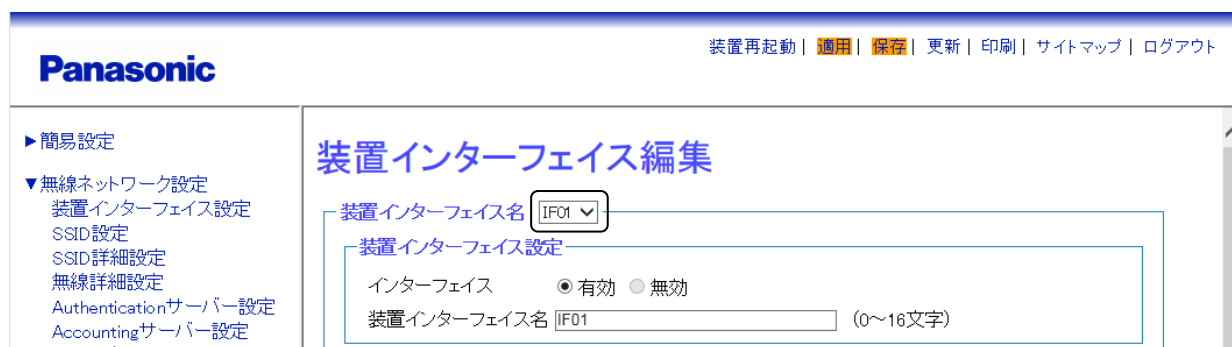 装置再起動 | 適用 | 保存 | 更新 | 印刷 | サイトマップ | ログアウト
Panasonic
►簡易設定
▼無線ネットワーク設定
装置インターフェイス設定
SSID設定
SSID詳細設定
無線詳細設定
Authenticationサーバー設定
Accountingサーバー設定
装置インターフェイス編集
装置インターフェイス名 IF01
装置インターフェイス設定
インターフェイス 有効 無効
装置インターフェイス名 IF01 (0～16文字)